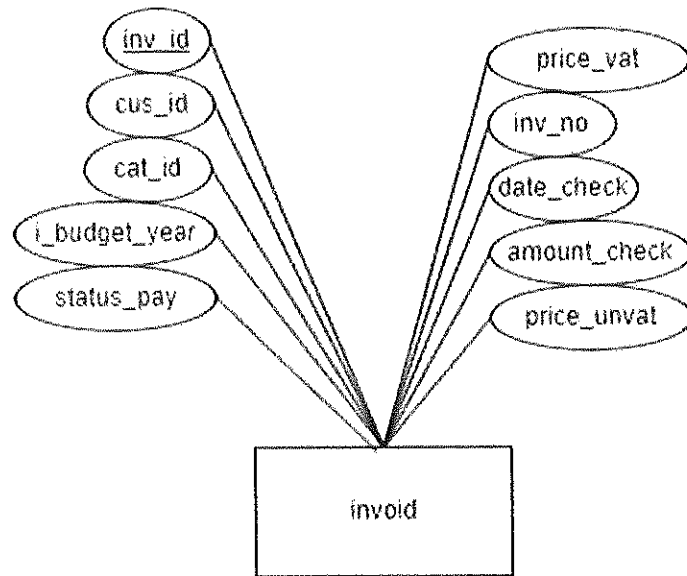 inv_id
cus_id
cat_id
i_budget_year
status_pay
price_vat
inv_no
date_check
amount_check
price_unvat
invoid